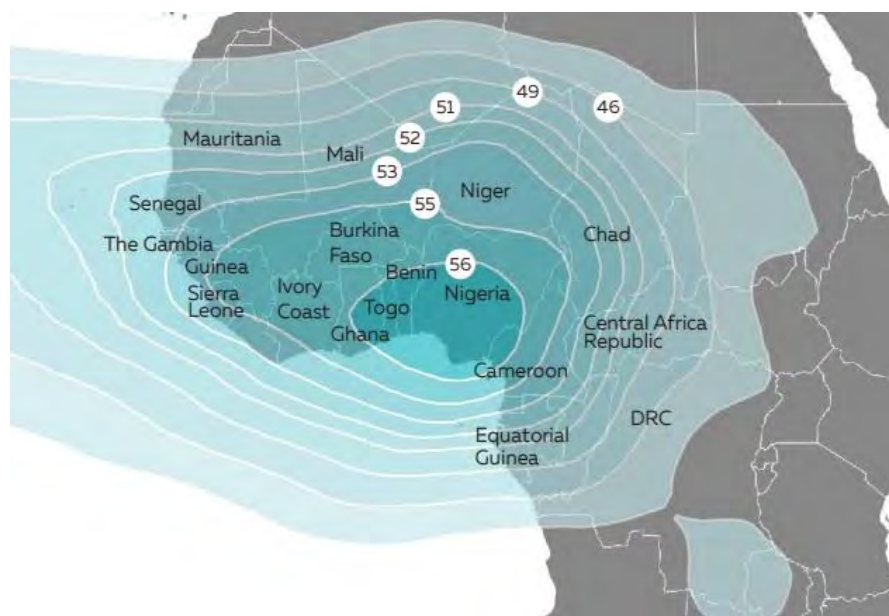 49
51
46
52
Mauritania
Mali
53
Niger
Senegal
55
Burkina
Faso
Chad
The Gambia
Guinea
Benin
56
Sierra
Leone
Ivory
Coast
Togo
Nigeria
Ghana
Central Africa
Republic
Cameroon
DRC
Equatorial
Guinea